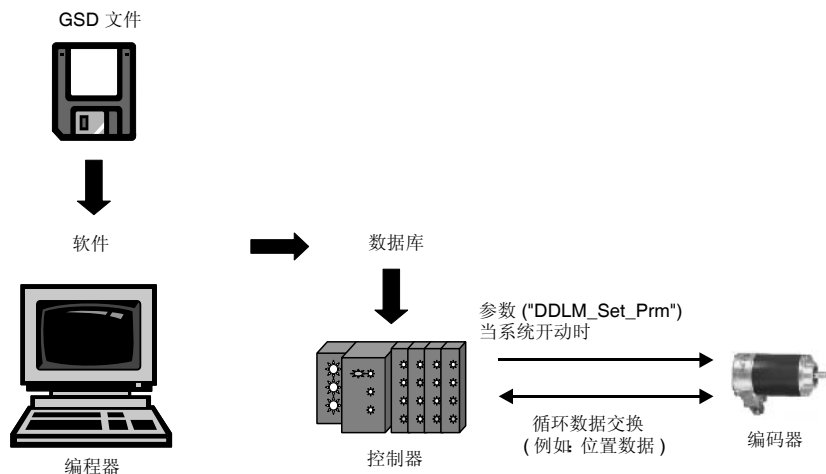 GSD 文件
软件
数据库
参数 ("DDLM_Set_Prm")
当系统开动时
循环数据交换
( 例如: 位置数据 )
编程器
控制器
编码器